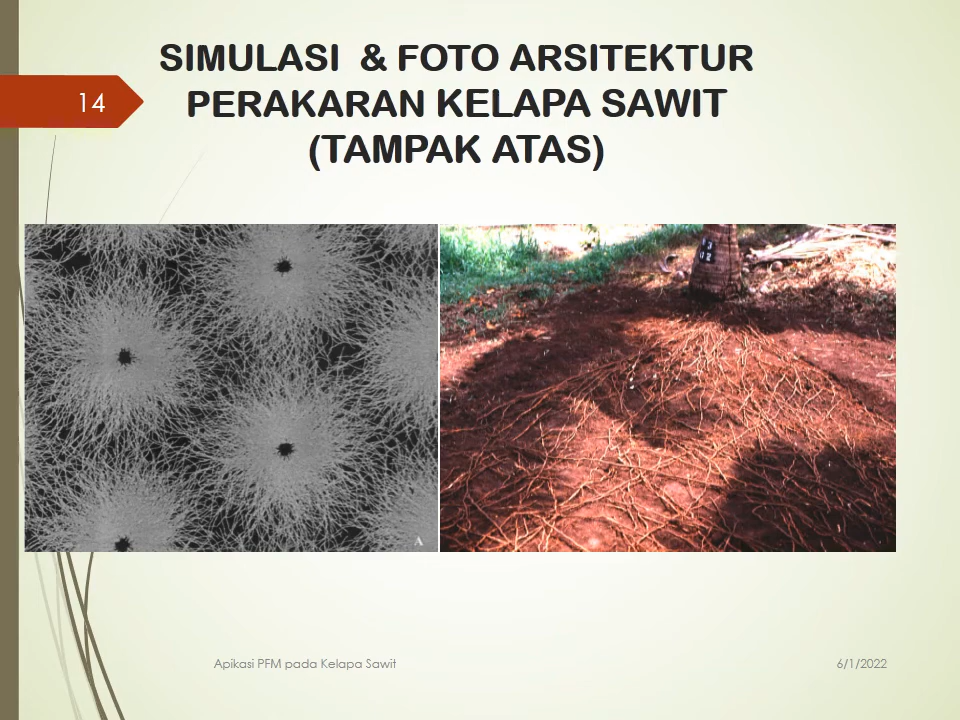 SIMULASI & FOTO ARSITEKTUR
PERAKARAN KELAPA SAWIT
(TAMPAK ATAS)
14
A
Apikasi PFM pada Kelapa Sawit
6/1/2022